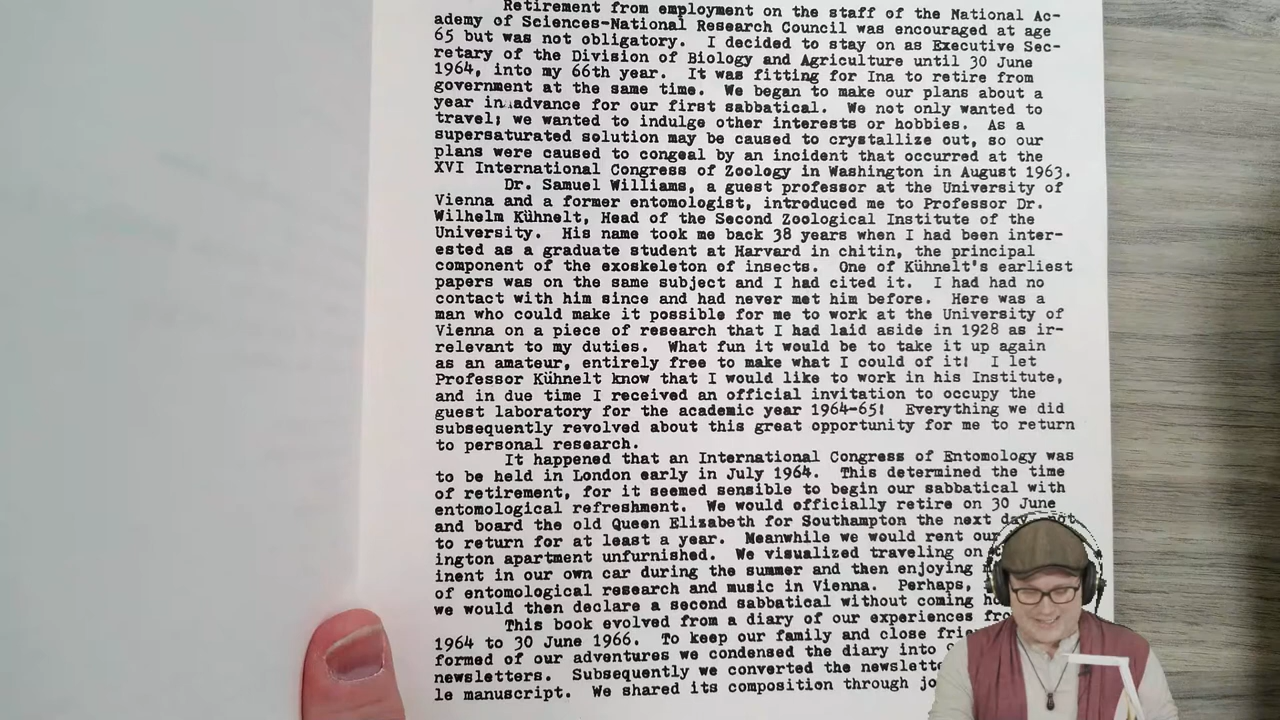 Retirement from employment on the staff of the National Ac-
ademy of Sciences-National Research Council was encouraged at age
65 but was not obligatory. I decided to stay on as Executive Sec-
retary of the Division of Biology and Agriculture until 30 June
1964, into my 66th year. It was fitting for Ina to retire from
government at the same time. We began to make our plans about a
year in advance for our first sabbatical. We not only wanted to
travel; we wanted to indulge other interests or hobbies. As a
supersaturated solution may be caused to crystallize out, so our
plans were caused to congeal by an incident that occurred at the
XVI International Congress of Zoology in Washington in August 1963.
Dr. Samuel Williams, a guest professor at the University of
Vienna and a former entomologist, introduced me to Professor Dr.
Wilhelm Kühnelt, Head of the Second Zoological Institute of the
University. His name took me back 38 years when I had been inter-
ested as a graduate student at Harvard in chitin, the principal
component of the exoskeleton of insects. One of Kühnelt's earliest
papers was on the same subject and I had cited it. I had had no
contact with him since and had never met him before. Here was a
man who could make it possible for me to work at the University of
Vienna on a piece of research that I had laid aside in 1928 as ir-
relevant to my duties. What fun it would be to take it up again
as an amateur, entirely free to make what I could of it! I let
Professor Kühnelt know that I would like to work in his Institute,
and in due time I received an official invitation to occupy the
guest laboratory for the academic year 1964-65! Everything we did
subsequently revolved about this great opportunity for me to return
to personal research.
It happened that an International Congress of Entomology was
to be held in London early in July 1964. This determined the time
of retirement, for it seemed sensible to begin our sabbatical with
entomological refreshment. We would officially retire on 30 June
and board the old Queen Elizabeth for Southampton the next day not
to return for at least a year. Meanwhile we would rent our
ington apartment unfurnished. We visualized traveling on
inent in our own car during the summer and then enjoying
of entomological research and music in Vienna. Perhaps,
we would then declare a second sabbatical without coming
This book evolved from a diary of our experiences
1964 to 30 June 1966. To keep our family and close
formed of our adventures we condensed the diary into
newsletters. Subsequently we converted the
le manuscript. We shared its composition through